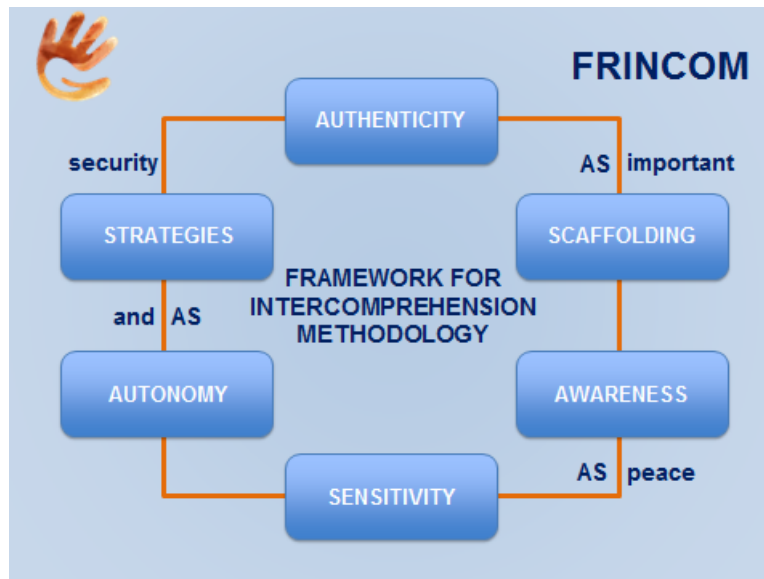 FRINCOM
AUTHENTICITY
security
AS important
STRATEGIES
SCAFFOLDING
FRAMEWORK FOR
INTERCOMPREHENSION
METHODOLOGY
and AS
AUTONOMY
AWARENESS
AS peace
SENSITIVITY